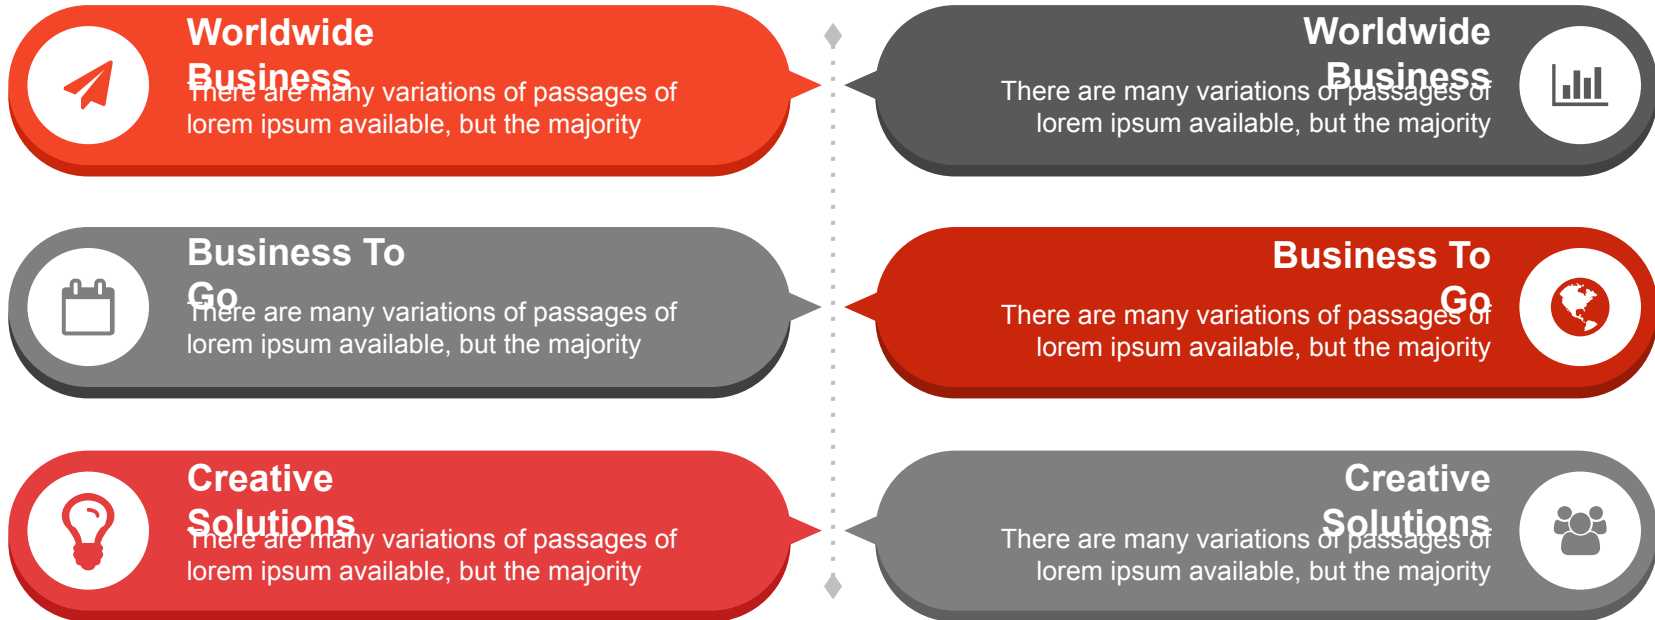 Worldwide
Business
There are many variations of passages of
lorem ipsum available, but the majority
Worldwide
Business
There are many variations of passages of
lorem ipsum available, but the majority
Business To
Go
There are many variations of passages of
lorem ipsum available, but the majority
Business To
Go
There are many variations of passages of
lorem ipsum available, but the majority
Creative
Solutions
There are many variations of passages of
lorem ipsum available, but the majority
Creative
Solutions
There are many variations of passages of
lorem ipsum available, but the majority